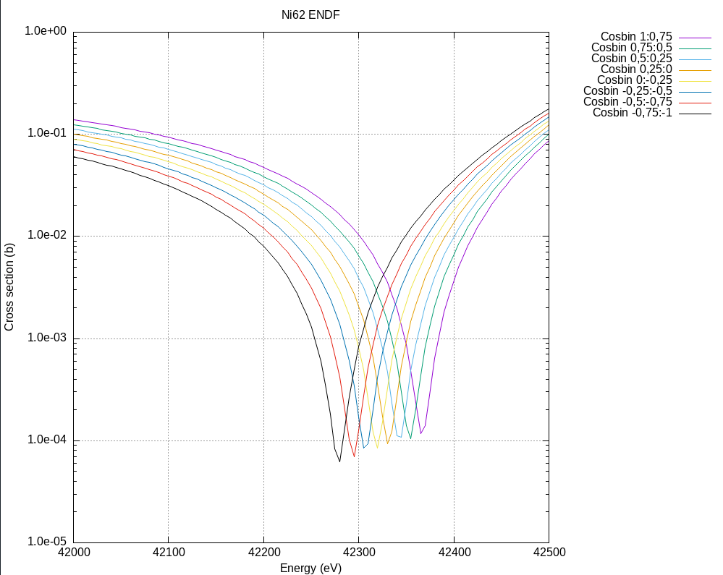 Ni62 ENDF
1.0e+00
1.0e-01
1.0e-02
1.0e-03
1.0e-04
1.0e-05
Cross section (b)
42000 42100 42200 42300 42400 42500
Energy (eV)
Cosbin 1:0,75
Cosbin 0,75:0,5
Cosbin 0,5:0,25
Cosbin 0,25:0
Cosbin 0:-0,25
Cosbin -0,25:-0,5
Cosbin -0,5:-0,75
Cosbin -0,75:-1